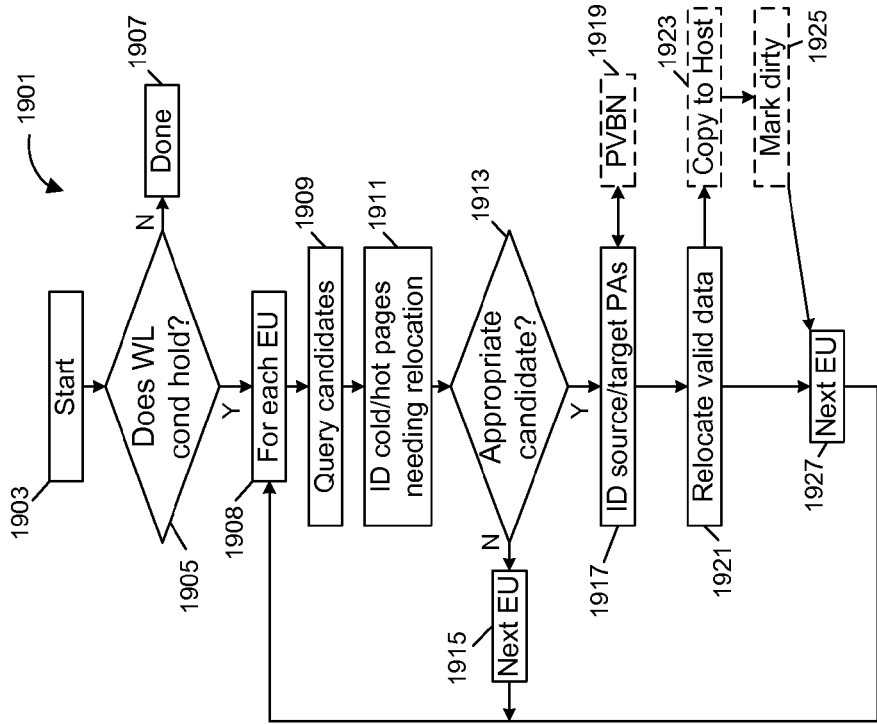 1901
Start
1903
Does WL
cond hold?
1905
N
Done
1907
Y
For each EU
1908
Query candidates
1909
ID cold/hot pages
needing relocation
1911
Appropriate
candidate?
1913
N
Next EU
1915
Y
ID source/target PAs
1917
PVBN
1919
Relocate valid data
1921
Copy to Host
1923
Mark dirty
1925
Next EU
1927